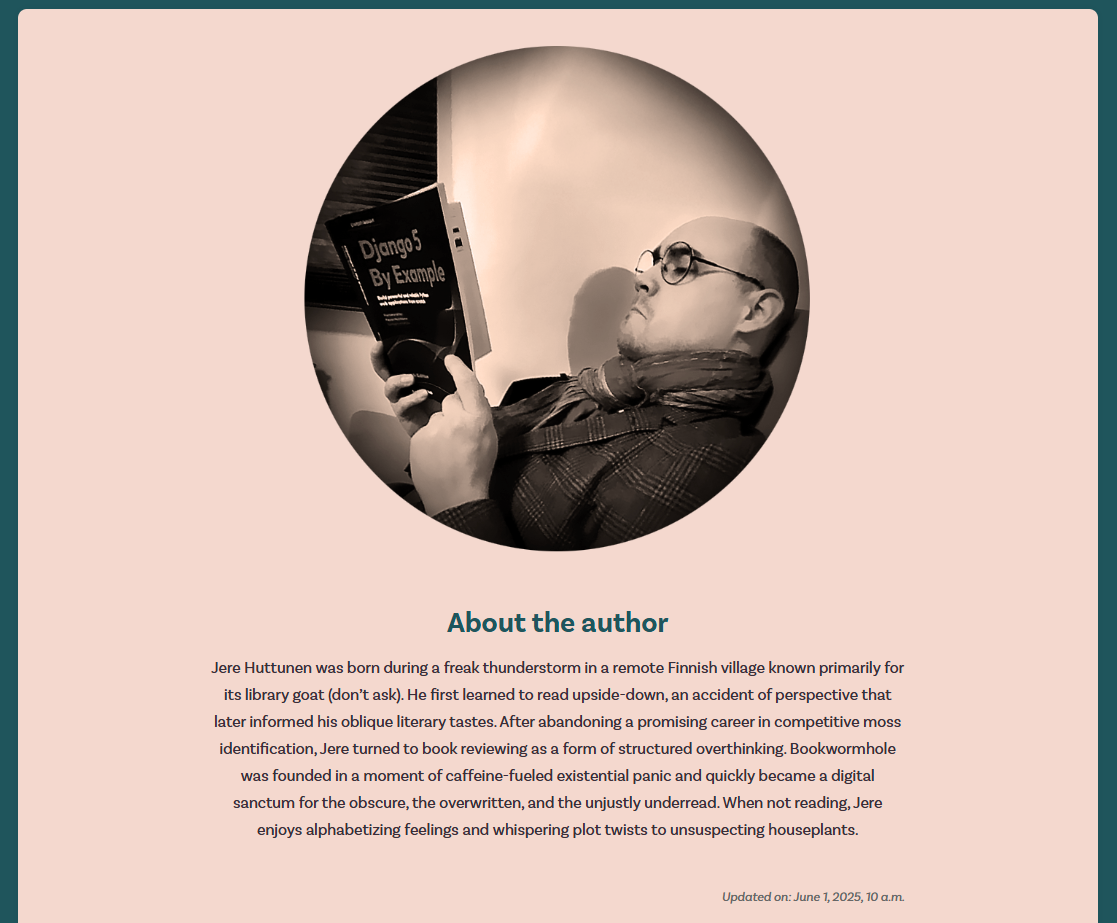 Django 5
By Example
About the author
Jere Huttunen was born during a freak thunderstorm in a remote Finnish village known primarily for
its library goat (don’t ask). He first learned to read upside-down, an accident of perspective that
later informed his oblique literary tastes. After abandoning a promising career in competitive moss
identification, Jere turned to book reviewing as a form of structured overthinking. Bookwormhole
was founded in a moment of caffeine-fueled existential panic and quickly became a digital
sanctum for the obscure, the overwritten, and the unjustly underread. When not reading, Jere
enjoys alphabetizing feelings and whispering plot twists to unsuspecting houseplants.
Updated on: June 1, 2025, 10 a.m.